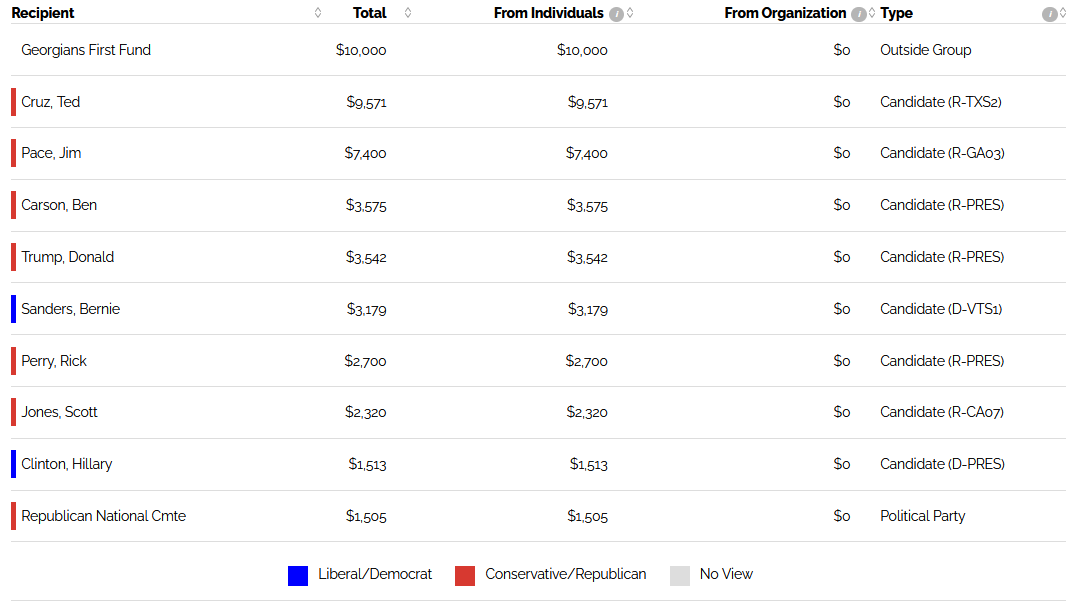 Recipient Total From Individuals i From Organization i Type i
Georgians First Fund $10,000 $10,000 $0 Outside Group
Cruz, Ted $9,571 $9,571 $0 Candidate (R-TXS2)
Pace, Jim $7,400 $7,400 $0 Candidate (R-GA03)
Carson, Ben $3,575 $3,575 $0 Candidate (R-PRES)
Trump, Donald $3,542 $3,542 $0 Candidate (R-PRES)
Sanders, Bernie $3,179 $3,179 $0 Candidate (D-VTS1)
Perry, Rick $2,700 $2,700 $0 Candidate (R-PRES)
Jones, Scott $2,320 $2,320 $0 Candidate (R-CA07)
Clinton, Hillary $1,513 $1,513 $0 Candidate (D-PRES)
Republican National Cmte $1,505 $1,505 $0 Political Party
Liberal/Democrat Conservative/Republican No View